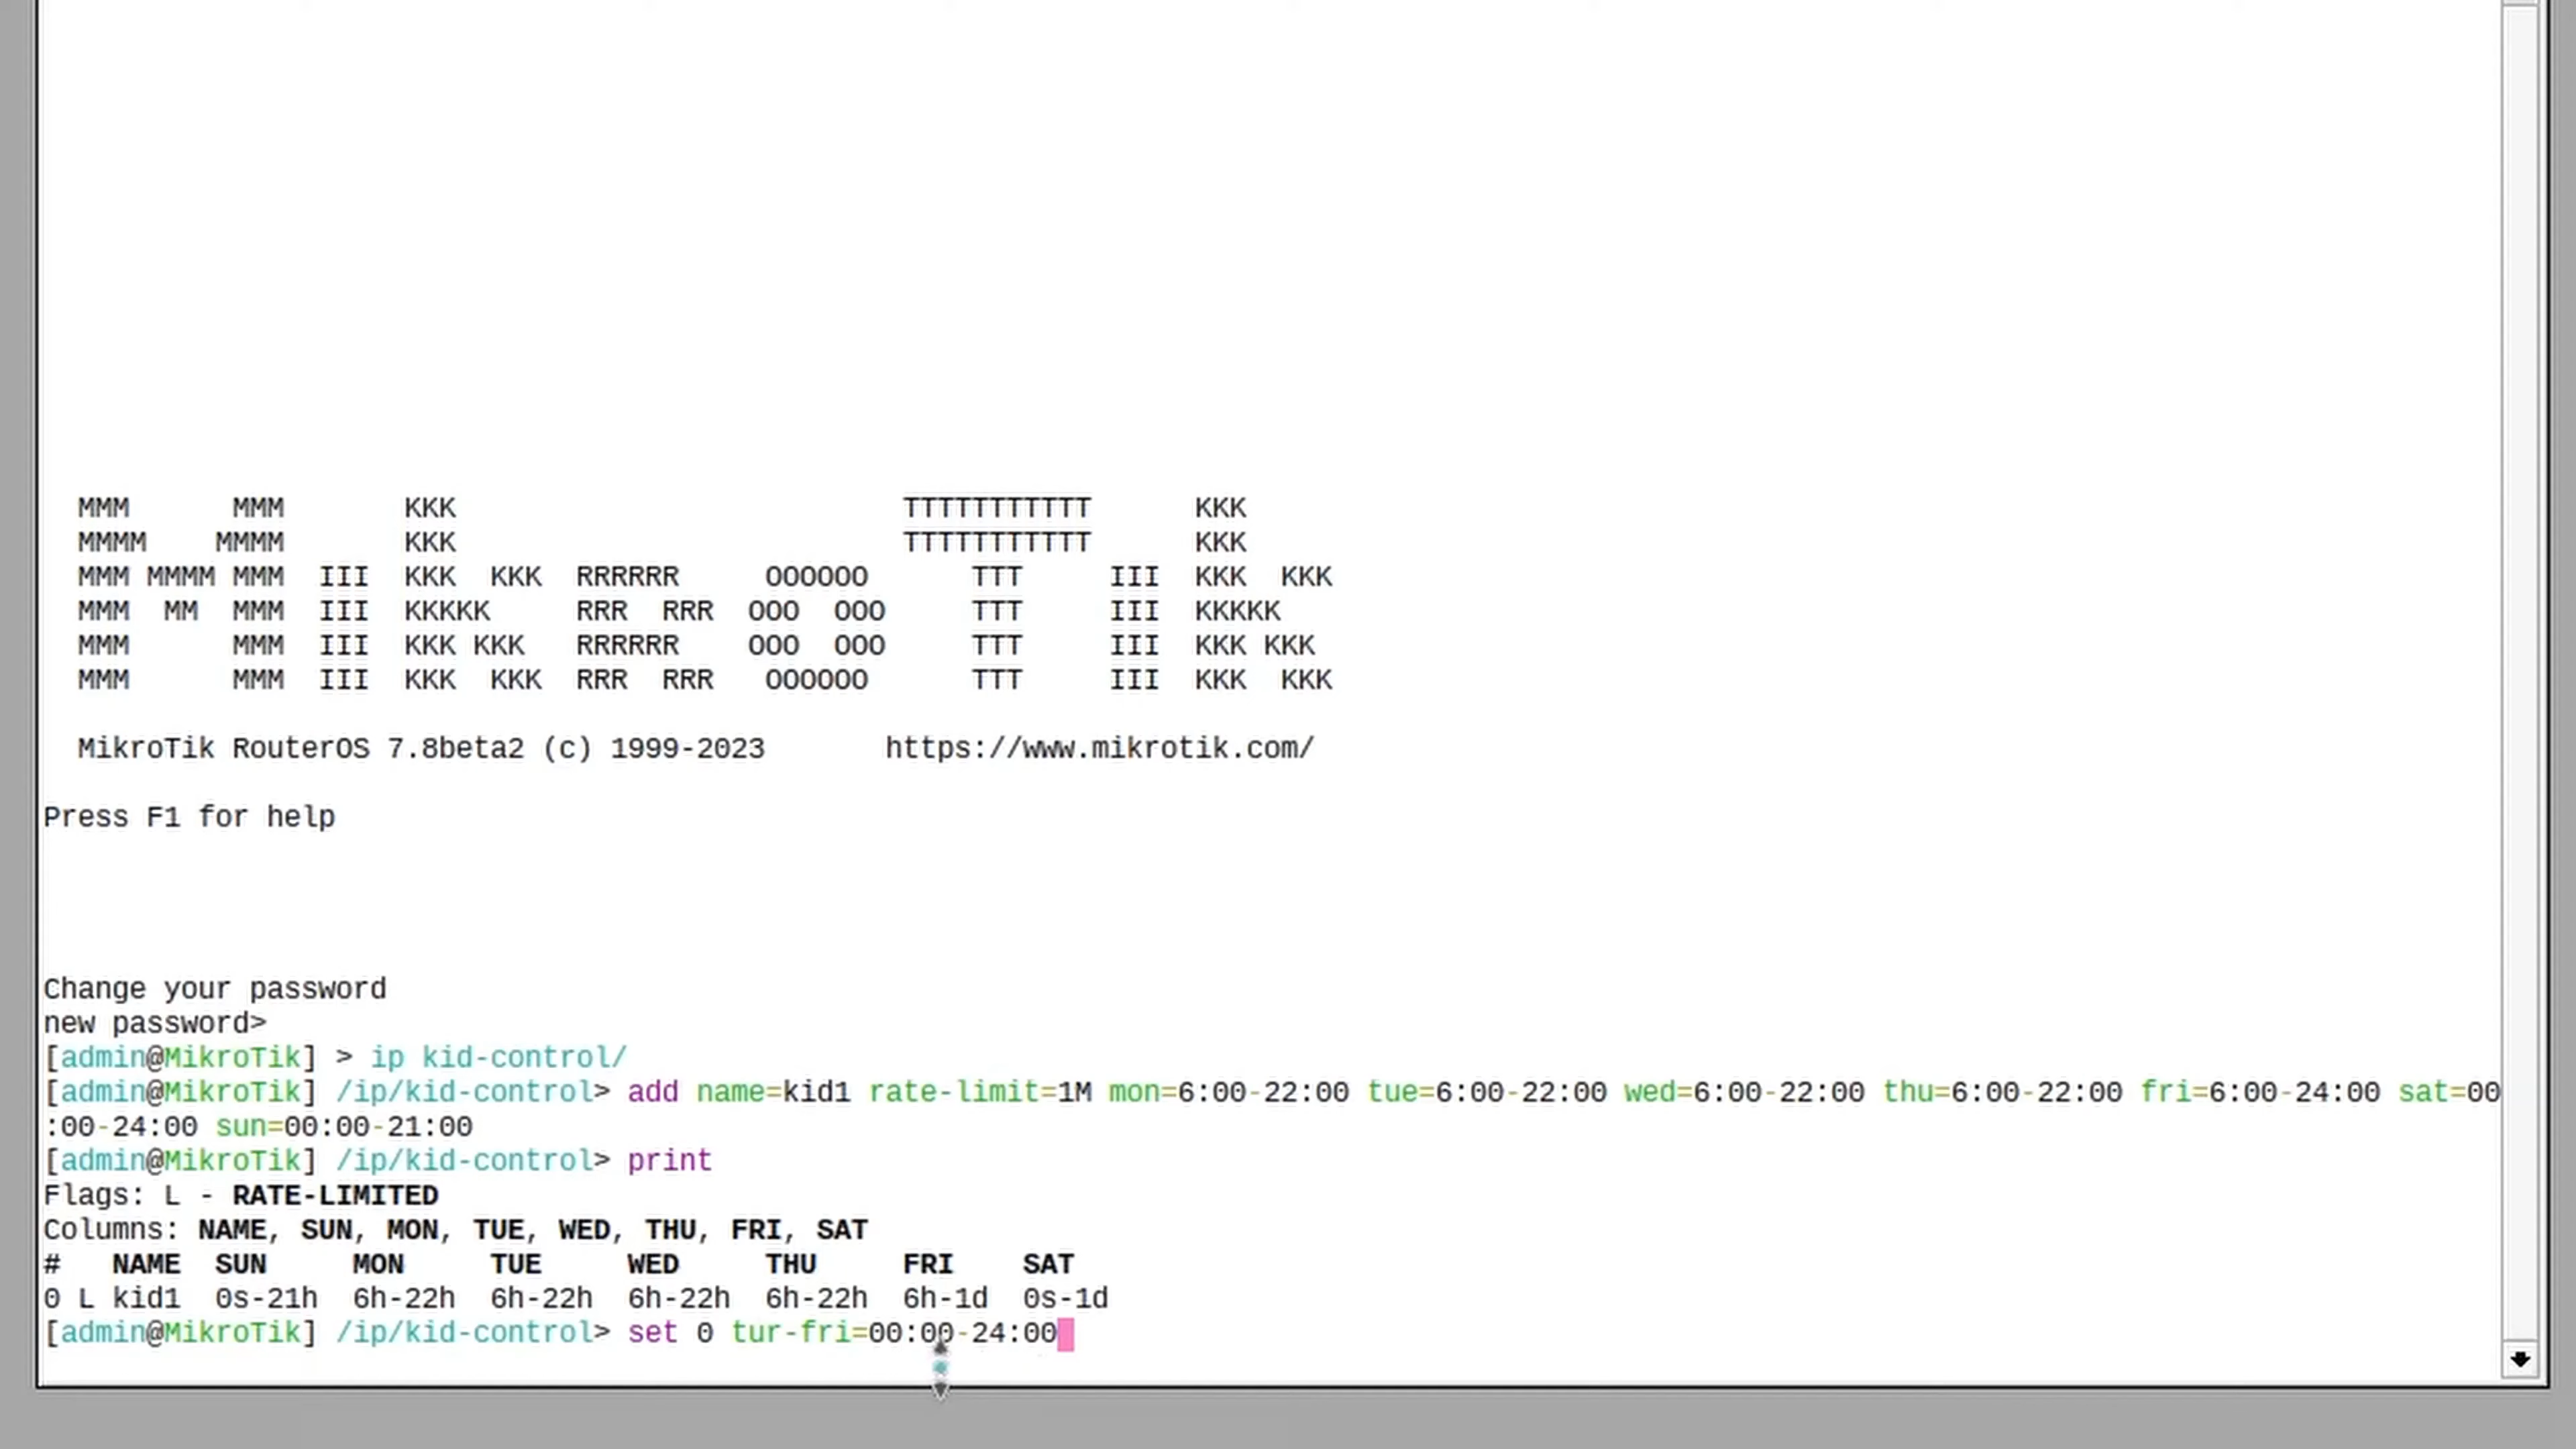 MMM      MMM       KKK                          TTTTTTTTTTT      KKK
MMMM    MMMM       KKK                          TTTTTTTTTTT      KKK
MMM MMMM MMM  III  KKK  KKK  RRRRRR     OOOOOO      TTT     III  KKK  KKK
MMM  MM  MMM  III  KKKKK     RRR  RRR  OOO  OOO     TTT     III  KKKKK
MMM      MMM  III  KKK KKK   RRRRRR    OOO  OOO     TTT     III  KKK KKK
MMM      MMM  III  KKK  KKK  RRR  RRR   OOOOOO      TTT     III  KKK  KKK
MikroTik RouterOS 7.8beta2 (c) 1999-2023       https://www.mikrotik.com/
Press F1 for help
Change your password
new password>
[admin@MikroTik] > ip kid-control/
[admin@MikroTik] /ip/kid-control> add name=kid1 rate-limit=1M mon=6:00-22:00 tue=6:00-22:00 wed=6:00-22:00 thu=6:00-22:00 fri=6:00-24:00 sat=00
:00-24:00 sun=00:00-21:00
[admin@MikroTik] /ip/kid-control> print
Flags: L - RATE-LIMITED
Columns: NAME, SUN, MON, TUE, WED, THU, FRI, SAT
#   NAME  SUN     MON     TUE     WED     THU     FRI    SAT
0 L kid1  0s-21h  6h-22h  6h-22h  6h-22h  6h-22h  6h-1d  0s-1d
[admin@MikroTik] /ip/kid-control> set 0 tur-fri=00:00-24:00